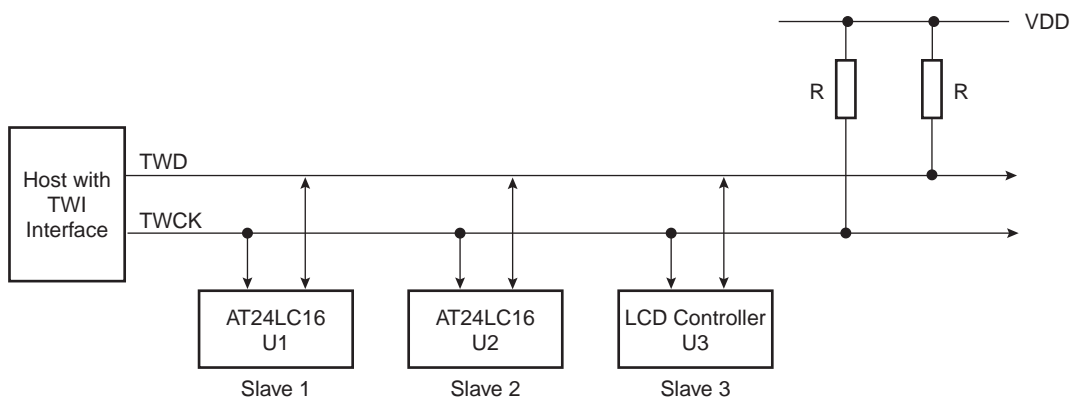 VDD
R
R
Host with
TWI
Interface
TWD
TWCK
AT24LC16
U1
AT24LC16
U2
LCD Controller
U3
Slave 1
Slave 2
Slave 3